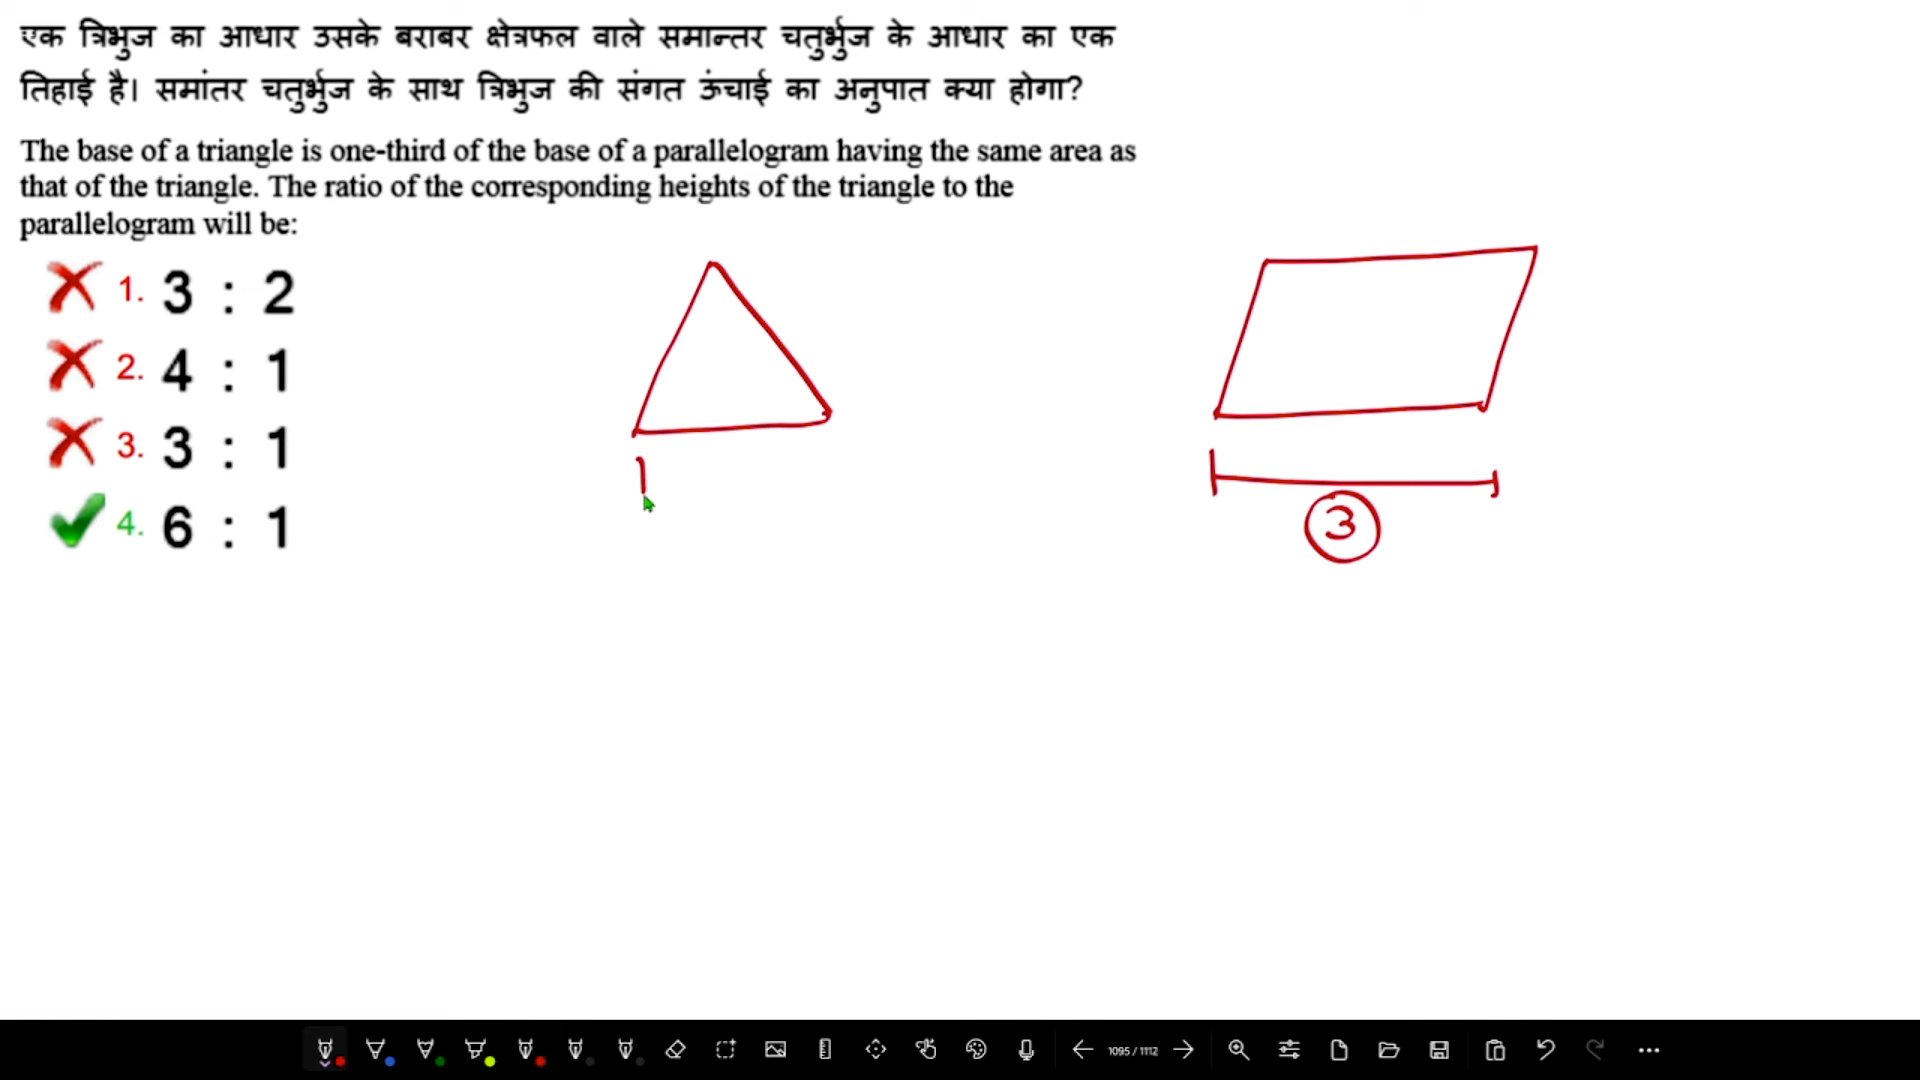 एक त्रिभुज का आधार उसके बराबर क्षेत्रफल वाले समान्तर चतुर्भुज के आधार का एक
तिहाई है। समांतर चतुर्भुज के साथ त्रिभुज की संगत ऊंचाई का अनुपात क्या होगा?
The base of a triangle is one-third of the base of a parallelogram having the same area as
that of the triangle. The ratio of the corresponding heights of the triangle to the
parallelogram will be:
1. 3 : 2
2. 4 : 1
3. 3 : 1
4. 6 : 1
3
1095 / 1112